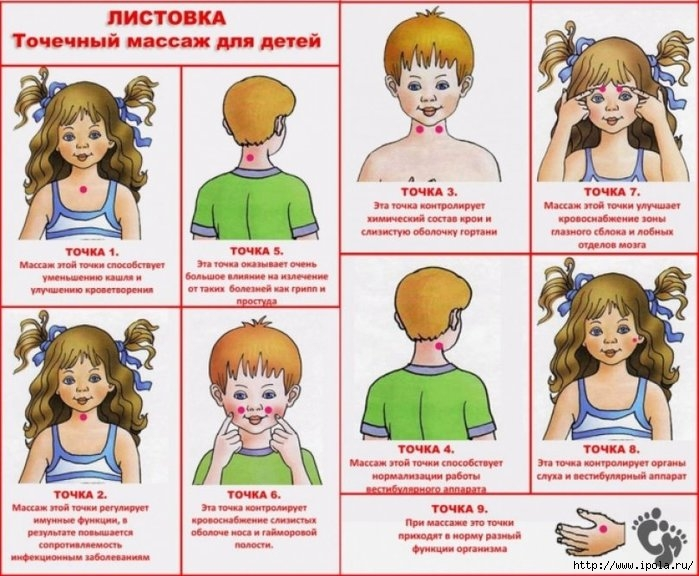 ЛИСТОВКА
Точечный массаж для детей
ТОЧКА 1.
Массаж этой точки способствует
уменьшению кашля и
улучшению кроветворения
ТОЧКА 5.
Эта точка оказывает очень
большое влияние на излечение
от таких болезней как грипп и
простуда
ТОЧКА 3.
Эта точка контролирует
химический состав крои и
слизистую оболочку гортани
ТОЧКА 7.
Массаж этой точки улучшает
кровоснабжение зоны
глазного сблока и лобных
отделов мозга
ТОЧКА 2.
Массаж этой точки регулирует
имунные функции, в
результате повышается
сопротивляемость
инфекционным заболеваниям
ТОЧКА 6.
Эта точка контролирует
кровоснабжение слизистых
оболоче носа и гайморовой
полости.
ТОЧКА 4.
Массаж этой точки способствует
нормализации работы
вестибулярного аппарата
ТОЧКА 8.
Эта точка контролирует органы
слуха и вестибулярный аппарат
ТОЧКА 9.
При массаже это точки
приходят в норму разный
функции организма
http://www.ipola.ru/